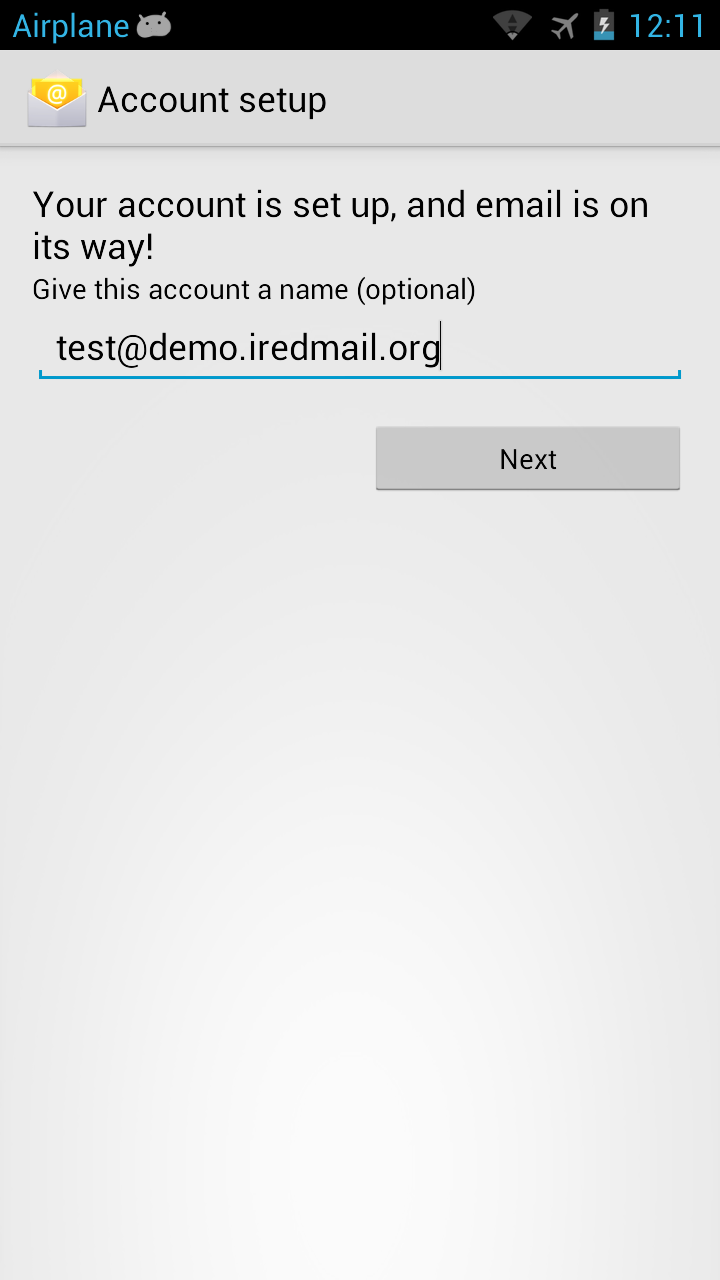 Airplane 12:11
Account setup
Your account is set up, and email is on
its way!
Give this account a name (optional)
test@demo.iredmail.org
Next